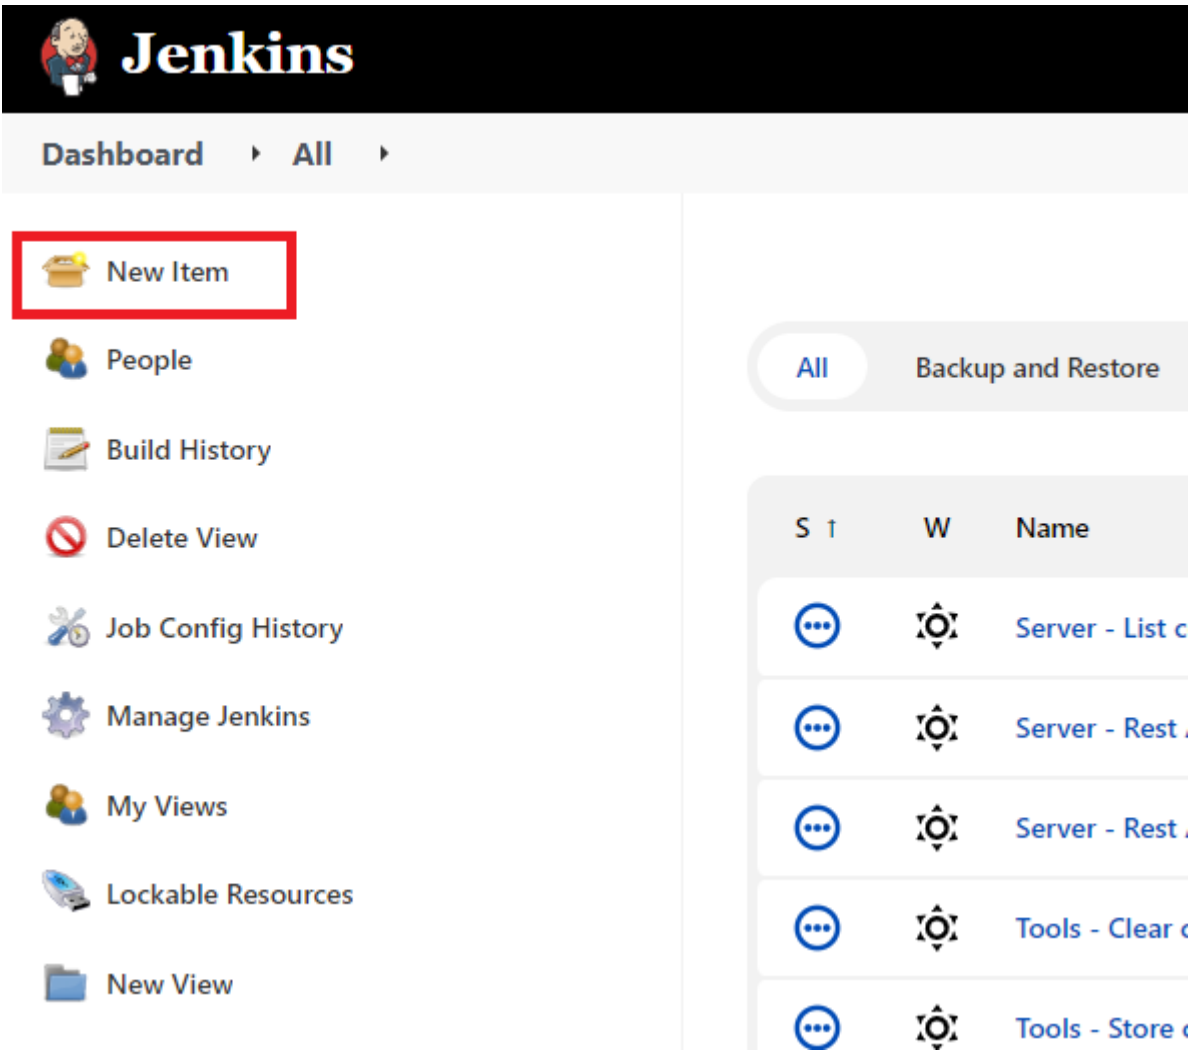 Jenkins
Dashboard All
New Item
People
Build History
Delete View
Job Config History
Manage Jenkins
My Views
Lockable Resources
New View
All Backup and Restore
S ↑ W Name
Server - List
Server - Rest
Server - Rest
Tools - Clear
Tools - Store